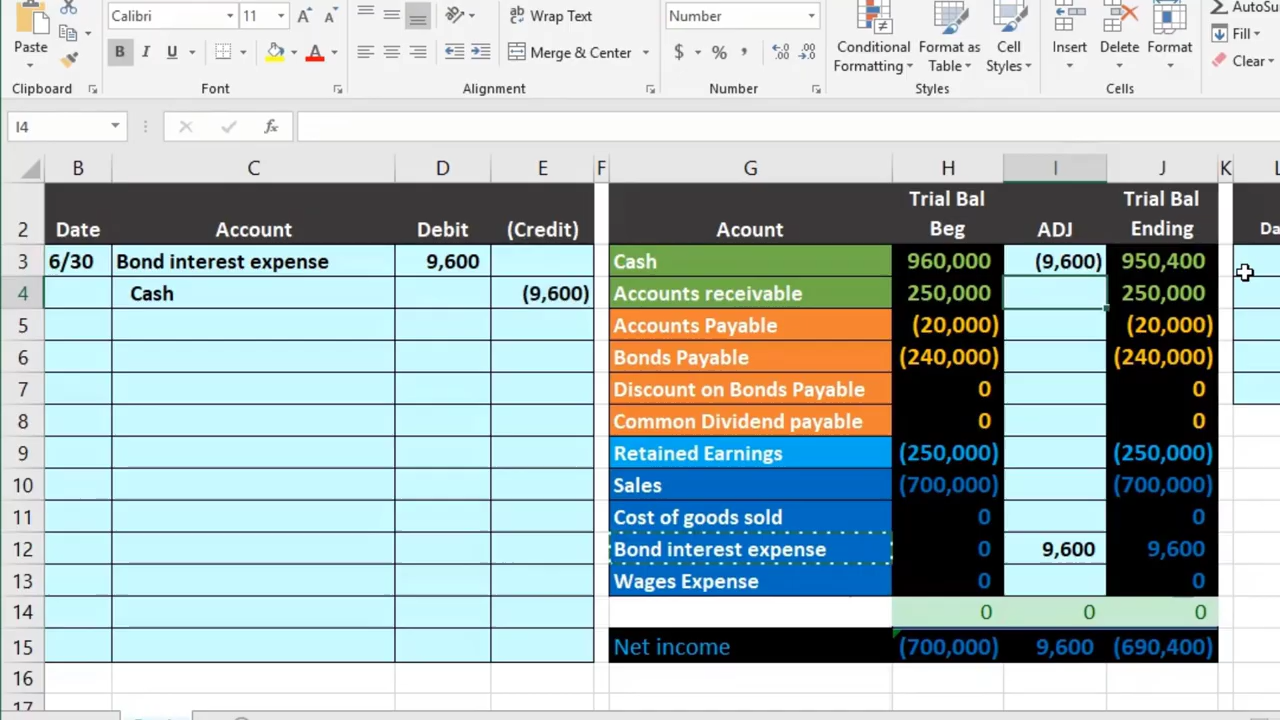 Calibri 11 A A Wrap Text Number AutoSu
Paste B I U A Merge & Center $ % , Conditional Formatting Format as Table Cell Styles Insert Delete Format Fill Clear
Clipboard Font Alignment Number Styles Cells
I4 fx
B C D E F G H I J K L
2 Date Account Debit (Credit) Acount Trial Bal Beg ADJ Trial Bal Ending Da
3 6/30 Bond interest expense 9,600 Cash 960,000 (9,600) 950,400
4 Cash (9,600) Accounts receivable 250,000 250,000
5 Accounts Payable (20,000) (20,000)
6 Bonds Payable (240,000) (240,000)
7 Discount on Bonds Payable 0 0
8 Common Dividend payable 0 0
9 Retained Earnings (250,000) (250,000)
10 Sales (700,000) (700,000)
11 Cost of goods sold 0 0
12 Bond interest expense 0 9,600 9,600
13 Wages Expense 0 0
14 0 0 0
15 Net income (700,000) 9,600 (690,400)
16
17